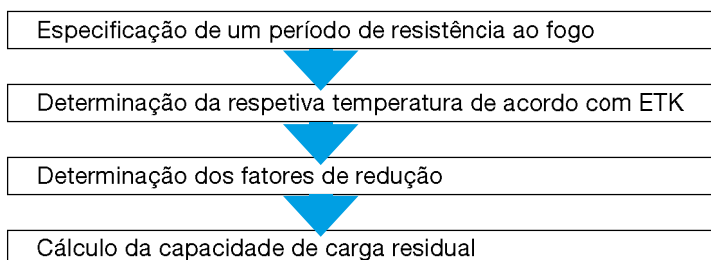 Especificação de um período de resistência ao fogo
Determinação da respetiva temperatura de acordo com ETK
Determinação dos fatores de redução
Cálculo da capacidade de carga residual